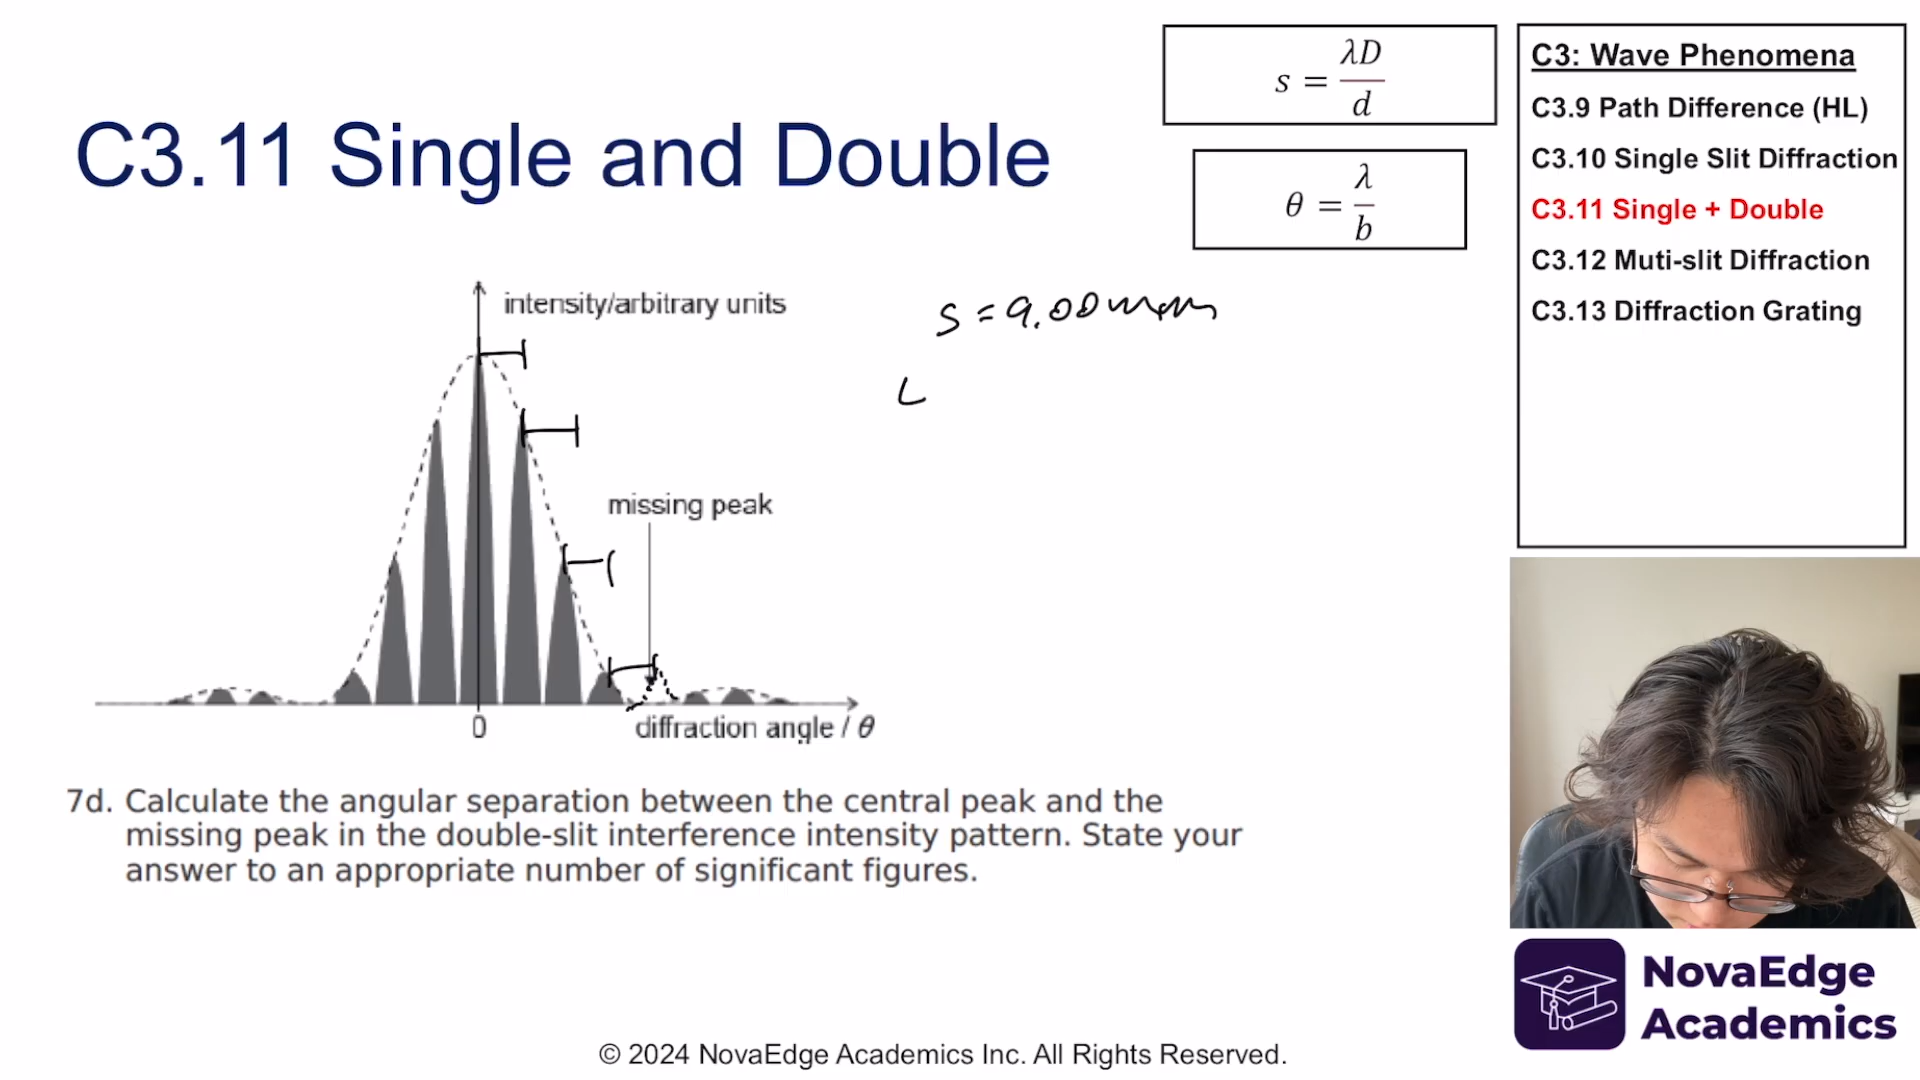 C3.11 Single and Double
s = λD/d
θ = λ/b
C3: Wave Phenomena
C3.9 Path Difference (HL)
C3.10 Single Slit Diffraction
C3.11 Single + Double
C3.12 Muti-slit Diffraction
C3.13 Diffraction Grating
intensity/arbitrary units
s = 9.00mm
missing peak
0
diffraction angle / θ
7d. Calculate the angular separation between the central peak and the
missing peak in the double-slit interference intensity pattern. State your
answer to an appropriate number of significant figures.
NovaEdge
Academics
© 2024 NovaEdge Academics Inc. All Rights Reserved.